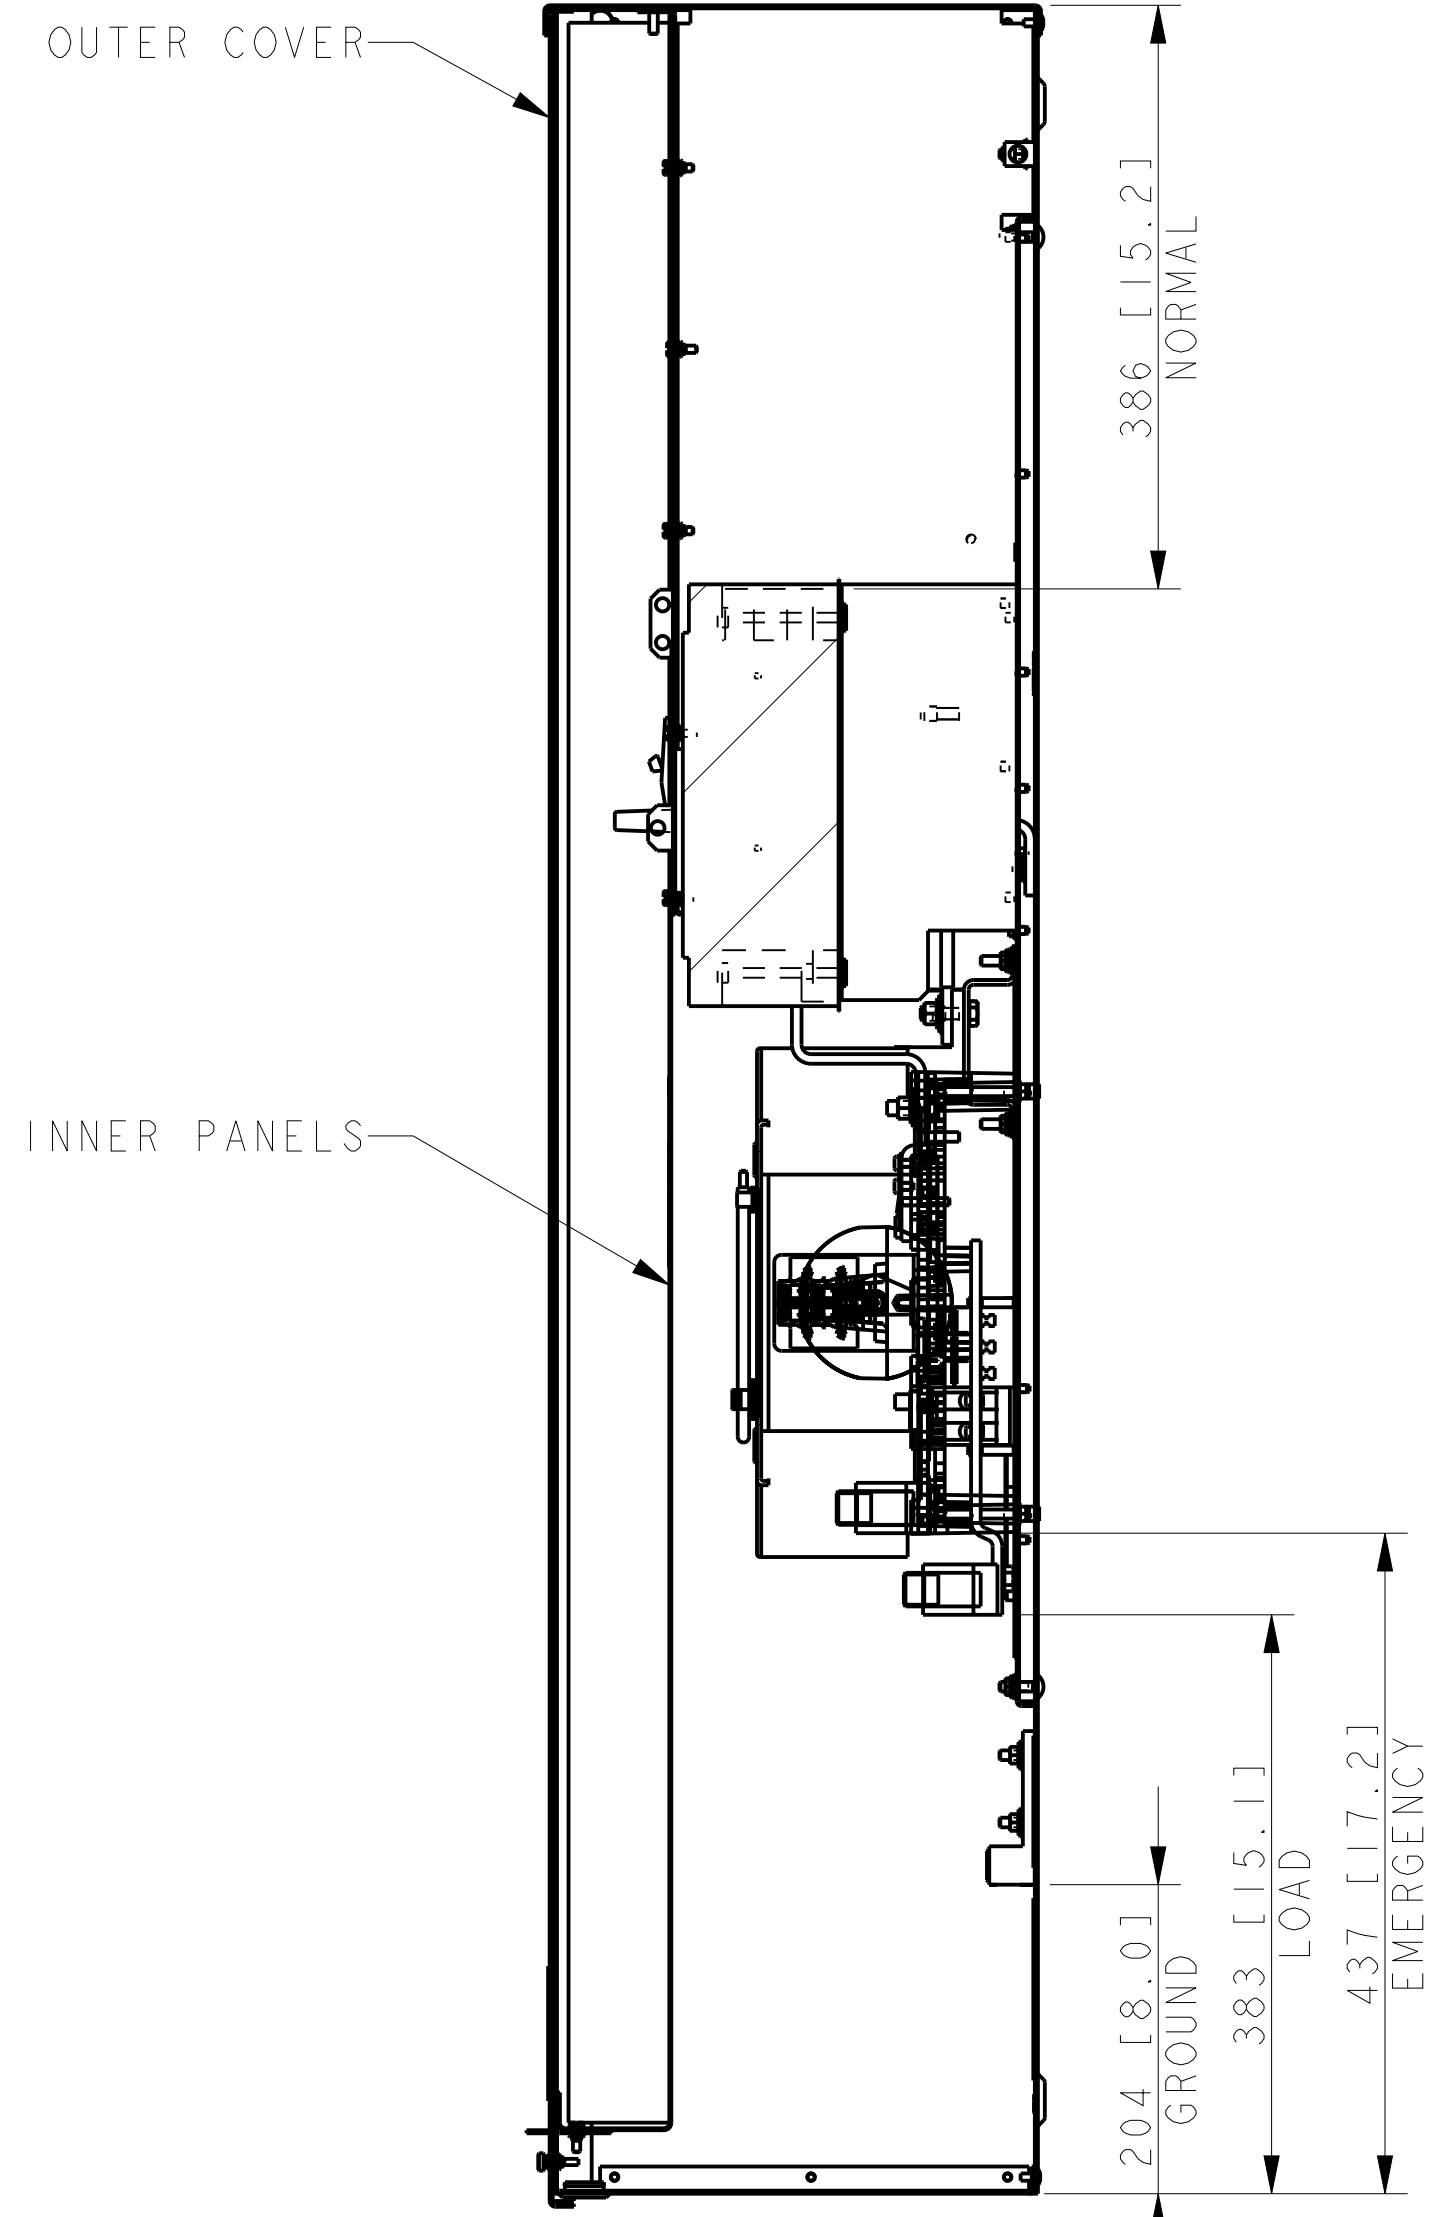 OUTER COVER
386 [15.2]
NORMAL
INNER PANELS
204 [8.0]
GROUND
383 [15.1]
LOAD
437 [17.2]
EMERGENCY